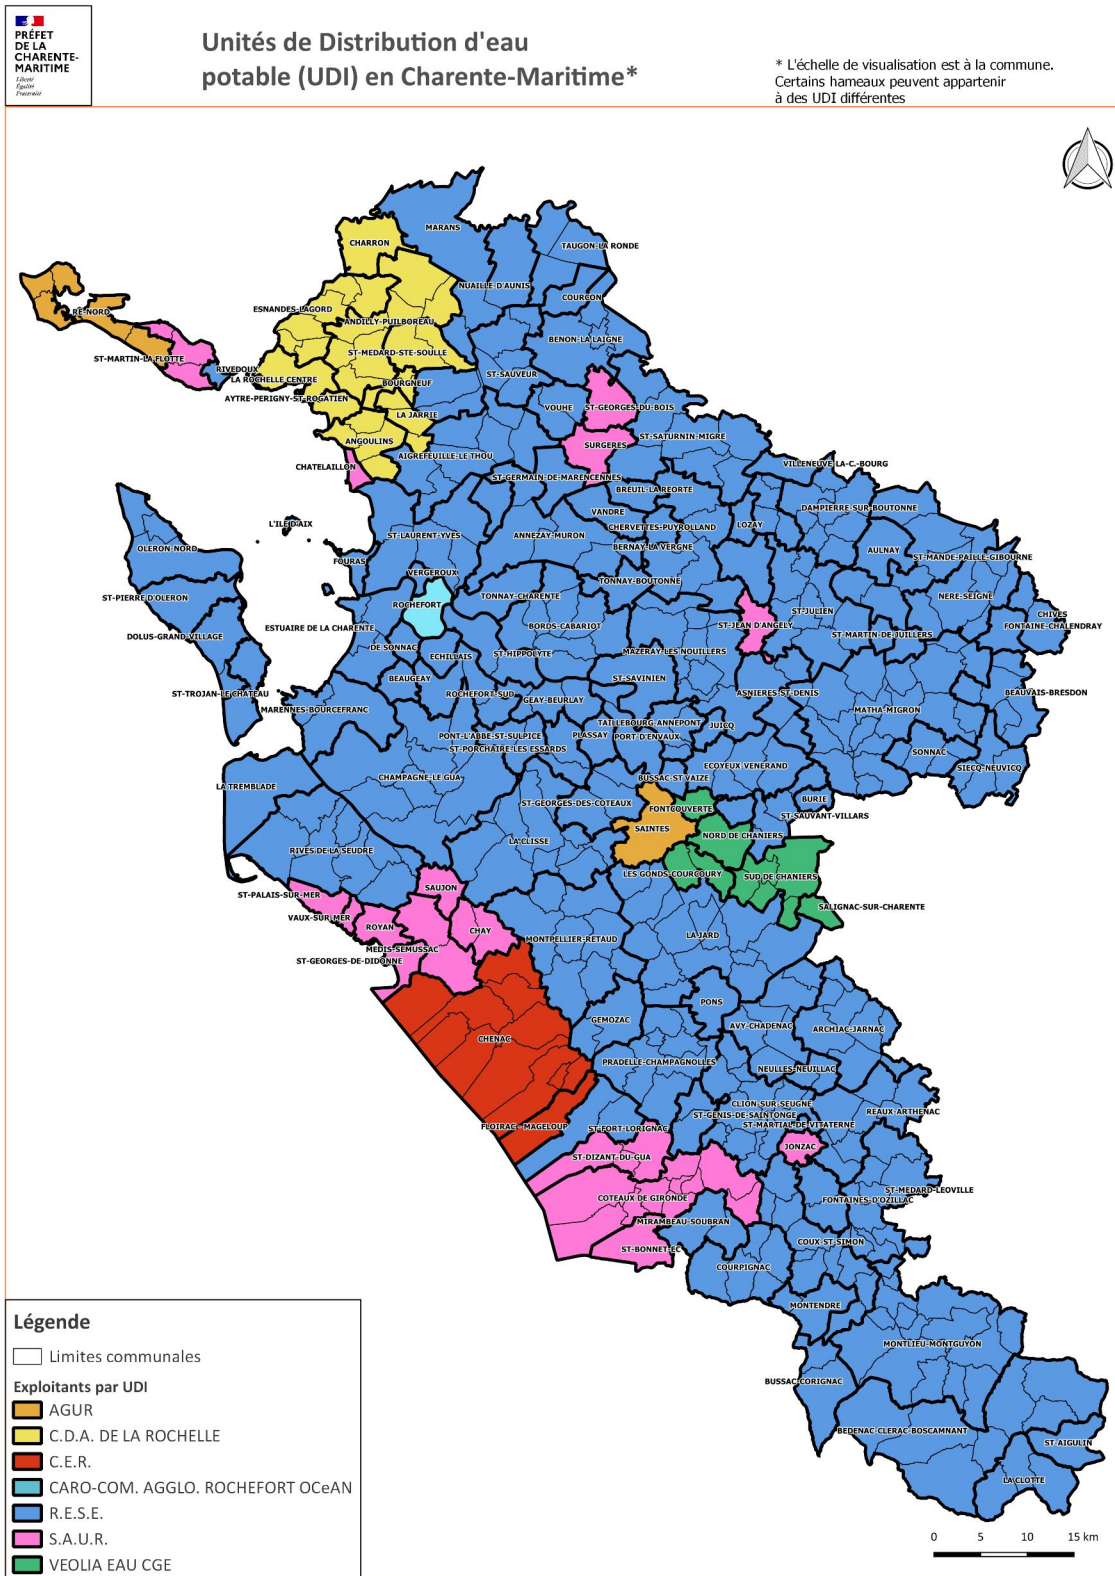 PRÉFET
DE LA
CHARENTE-
MARITIME
Liberté
Égalité
Fraternité
Unités de Distribution d'eau
potable (UDI) en Charente-Maritime*
* L'échelle de visualisation est à la commune.
Certains hameaux peuvent appartenir
à des UDI différentes
MARANS
CHARRON
TAUGON-LA RONDE
NUAILLE-D'AUNIS
COURCON
RE-NORD
ESNANDES-LAGORD
ANDILLY-PUILBOREAU
BENON-LA LAIGNE
ST-MARTIN-LA FLOTTE
ST-MEDARD-STE-SOULLE
RIVEDOUX
LA ROCHELLE CENTRE
BOURGNEUF
ST-SAUVEUR
AYTRE-PERIGNY-ST-ROGATIEN
LA JARRIE
VOUHE
ST-GEORGES-DU-BOIS
ANGOULINS
SURGERES
ST-SATURNIN-MIGRE
AIGREFEUILLE-LE THOU
CHATELAILLON
VILLENEUVE-LA-C.-BOURG
ST-GERMAIN-DE-MARENCENNES
BREUIL-LA REORTE
VANDRE
DAMPIERRE-SUR-BOUTONNE
L'ILE D'AIX
CHERVETTES-PUYROLLAND
LOZAY
ST-LAURENT-YVES
ANNEZAY-MURON
BERNAY-LA VERGNE
AULNAY
OLERON-NORD
ST-MANDE-PAILLE-GIBOURNE
FOURAS
VERGEROUX
TONNAY-BOUTONNE
ST-PIERRE D'OLERON
TONNAY-CHARENTE
NERE-SEIGNE
ROCHEFORT
ST-JULIEN
CHIVES
ESTUAIRE DE LA CHARENTE
BORDS-CABARIOT
ST-JEAN D'ANGELY
FONTAINE-CHALENDRAY
DOLUS-GRAND-VILLAGE
ST-MARTIN-DE-JUILLERS
DE SONNAC
ECHILLAIS
ST-HIPPOLYTE
MAZERAY-LES NOUILLERS
BEAUGEAY
ST-SAVINIEN
ST-TROJAN-LE CHATEAU
ROCHEFORT-SUD
GEAY-BEURLAY
ASNIERES-ST-DENIS
BEAUVAIS-BRESDON
MARENNES-BOURCEFRANC
MATHA-MIGRON
TAILLEBOURG-ANNEPONT
JUICQ
PONT-L'ABBE-ST-SULPICE
PLASSAY
PORT D'ENVAUX
ST-PORCHAIRE-LES ESSARDS
SONNAC
ECOYEUX-VENERAND
SIECQ-NEUVICQ
CHAMPAGNE-LE GUA
BUSSAC-ST VAIZE
LA TREMBLADE
ST-GEORGES-DES-COTEAUX
FONTCOUVERTE
BURIE
ST-SAUVANT-VILLARS
SAINTES
NORD DE CHANIERS
LA CLISSE
RIVES-DE-LA SEUDRE
LES GONDS-COURCOURY
SUD DE CHANIERS
SAUJON
ST-PALAIS-SUR-MER
SALIGNAC-SUR-CHARENTE
VAUX-SUR-MER
ROYAN
CHAY
LA JARD
MONTPELLIER-RETAUD
MEDIS-SEMUSSAC
ST-GEORGES-DE-DIDONNE
PONS
GEMOZAC
AVY-CHADENAC
ARCHIAC-JARNAC
CHENAC
PRADELLE-CHAMPAGNOLLES
NEULLES-NEUILLAC
CLION-SUR-SEUGNE
REAUX-ARTHENAC
ST-GENIS-DE-SAINTONGE
FLOIRAC - MAGELOUP
ST-FORT-LORIGNAC
ST-MARTIAL-DE-VITATERNE
JONZAC
ST-DIZANT-DU-GUA
ST-MEDARD-LEOVILLE
COTEAUX DE GIRONDE
FONTAINES-D'OZILLAC
MIRAMBEAU-SOUBRAN
COUX-ST-SIMON
ST-BONNET-EC
COURPIGNAC
MONTENDRE
MONTLIEU-MONTGUYON
BUSSAC-CORIGNAC
BEDENAC-CLERAC-BOSCAMNANT
ST-AIGULIN
LA CLOTTE
Légende
Limites communales
Exploitants par UDI
AGUR
C.D.A. DE LA ROCHELLE
C.E.R.
CARO-COM. AGGLO. ROCHEFORT OCeAN
R.E.S.E.
S.A.U.R.
VEOLIA EAU CGE
0 5 10 15 km